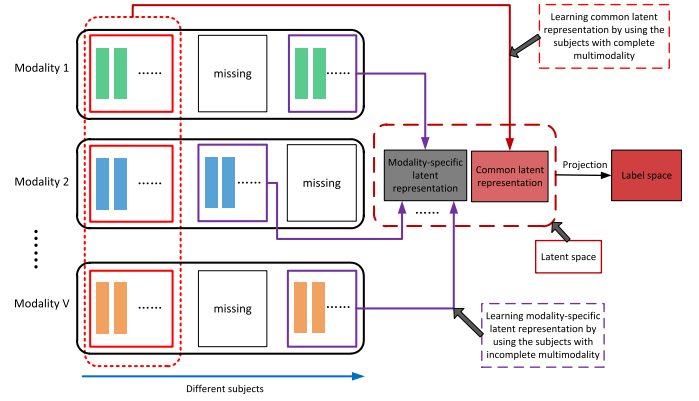 Learning common latent
representation by using the
subjects with complete
multimodality
Modality 1
......
missing
......
Modality 2
......
......
missing
Modality-specific
latent
representation
Common latent
representation
Projection
Label space
......
Latent space
Modality V
......
missing
......
Learning modality-specific
latent representation by
using the subjects with
incomplete multimodality
Different subjects